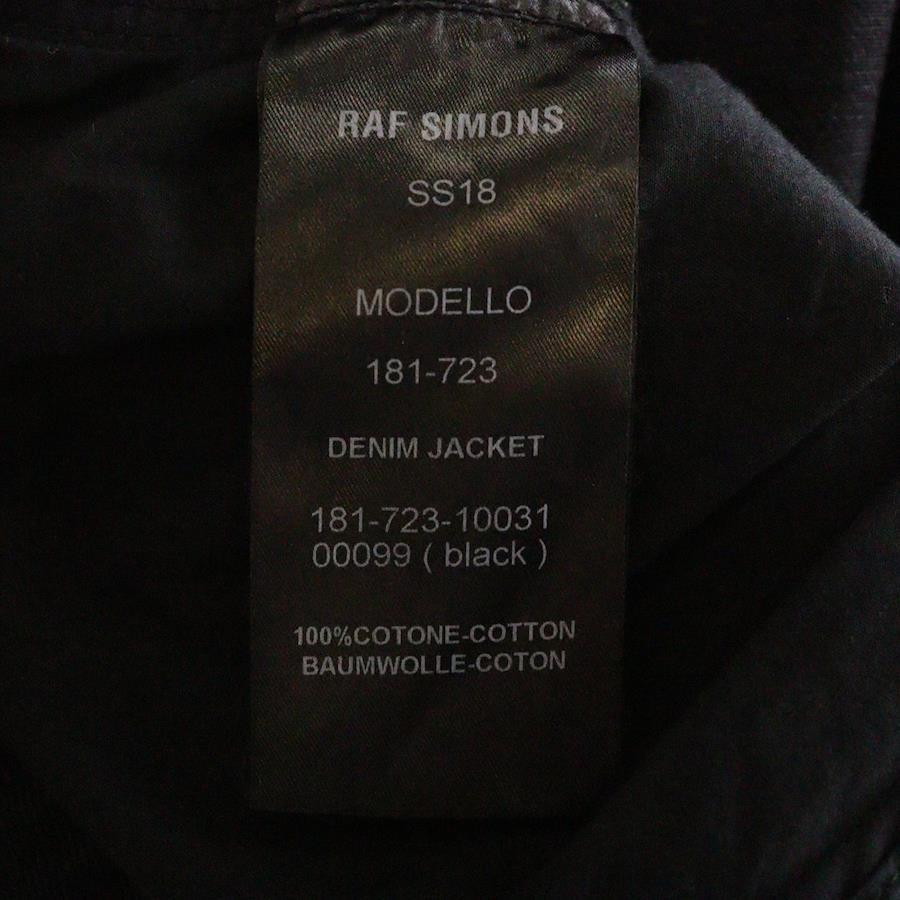 RAF SIMONS
SS18
MODELLO
181-723
DENIM JACKET
181-723-10031
00099 ( black )
100%COTONE-COTTON
BAUMWOLLE-COTON